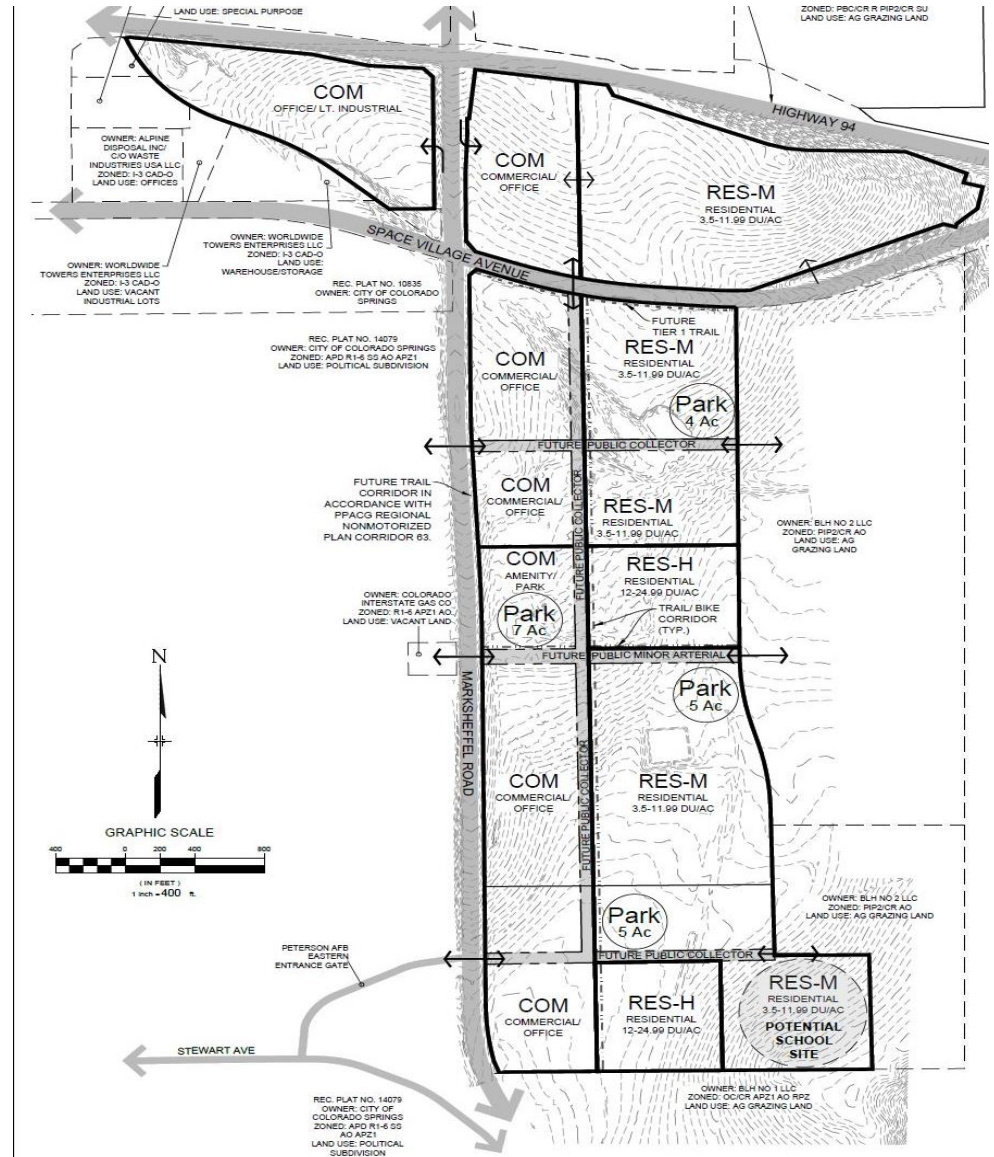 LAND USE: SPECIAL PURPOSE
ZONED: PBC/CR R PIP2/CR SU
LAND USE: AG GRAZING LAND
COM
OFFICE/ LT. INDUSTRIAL
HIGHWAY 94
OWNER: ALPINE
DISPOSAL INC/
C/O WASTE
INDUSTRIES USA LLC
ZONED: I-3 CAD-O
LAND USE: OFFICES
COM
COMMERCIAL/
OFFICE
RES-M
RESIDENTIAL
3.5-11.99 DU/AC
SPACE VILLAGE AVENUE
OWNER: WORLDWIDE
TOWERS ENTERPRISES LLC
ZONED: I-3 CAD-O
LAND USE:
WAREHOUSE/STORAGE
OWNER: WORLDWIDE
TOWERS ENTERPRISES LLC
ZONED: I-3 CAD-O
LAND USE: VACANT
INDUSTRIAL LOTS
REC. PLAT NO. 10835
OWNER: CITY OF COLORADO
SPRINGS
REC. PLAT NO. 14079
OWNER: CITY OF COLORADO SPRINGS
ZONED: APD R1-6 SS AO APZ1
LAND USE: POLITICAL SUBDIVISION
FUTURE
TIER 1 TRAIL
COM
COMMERCIAL/
OFFICE
RES-M
RESIDENTIAL
3.5-11.99 DU/AC
Park
4 Ac
FUTURE PUBLIC COLLECTOR
FUTURE TRAIL
CORRIDOR IN
ACCORDANCE WITH
PPACG REGIONAL
NONMOTORIZED
PLAN CORRIDOR 63.
COM
COMMERCIAL/
OFFICE
FUTURE PUBLIC COLLECTOR
RES-M
RESIDENTIAL
3.5-11.99 DU/AC
OWNER: BLH NO 2 LLC
ZONED: PIP2/CR AO
LAND USE: AG
GRAZING LAND
COM
AMENITY/
PARK
Park
7 Ac
RES-H
RESIDENTIAL
12-24.99 DU/AC
TRAIL/ BIKE
CORRIDOR
(TYP.)
OWNER: COLORADO
INTERSTATE GAS CO
ZONED: R1-6 APZ1 AO
LAND USE: VACANT LAND
FUTURE PUBLIC MINOR ARTERIAL
N
MARKSHEFFEL ROAD
Park
5 Ac
COM
COMMERCIAL/
OFFICE
FUTURE PUBLIC COLLECTOR
RES-M
RESIDENTIAL
3.5-11.99 DU/AC
GRAPHIC SCALE
400 0 200 400 800
( IN FEET )
1 inch = 400 ft.
OWNER: BLH NO 2 LLC
ZONED: PIP2/CR AO
LAND USE: AG GRAZING LAND
Park
5 Ac
PETERSON AFB
EASTERN
ENTRANCE GATE
FUTURE PUBLIC COLLECTOR
COM
COMMERCIAL/
OFFICE
RES-H
RESIDENTIAL
12-24.99 DU/AC
RES-M
RESIDENTIAL
3.5-11.99 DU/AC
POTENTIAL
SCHOOL
SITE
STEWART AVE
OWNER: BLH NO 1 LLC
ZONED: OC/CR APZ1 AO RPZ
LAND USE: AG GRAZING LAND
REC. PLAT NO. 14079
OWNER: CITY OF
COLORADO SPRINGS
ZONED: APD R1-6 SS
AO APZ1
LAND USE: POLITICAL
SUBDIVISION